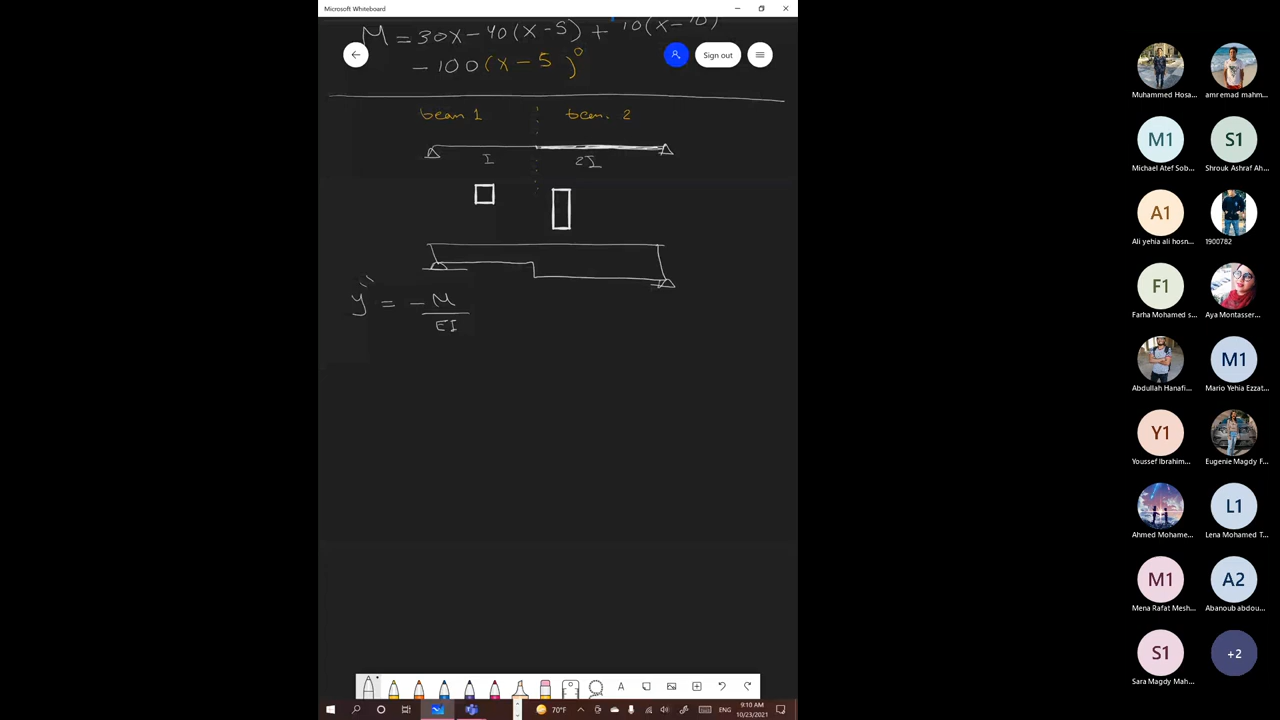 Microsoft Whiteboard
M = 30x - 40(x-5) + 10(x-10)
Sign out
- 100(x-5)⁰
beam 1
beam. 2
I
2I
y'' = -M
EI
Muhammed Hosa...
amr emad mahm...
M1
S1
Michael Atef Sob...
Shrouk Ashraf Ah...
A1
Ali yehia ali hosn...
1900782
F1
Farha Mohamed s...
Aya Montasser...
M1
Abdullah Hanafi...
Mario Yehia Ezzat...
Y1
Youssef Ibrahim...
Eugenie Magdy F...
L1
Ahmed Mohame...
Lena Mohamed T...
M1
A2
Mena Rafat Mesh...
Abanoub abdou...
S1
+2
Sara Magdy Mah...
70°F
ENG
9:10 AM
10/23/2021